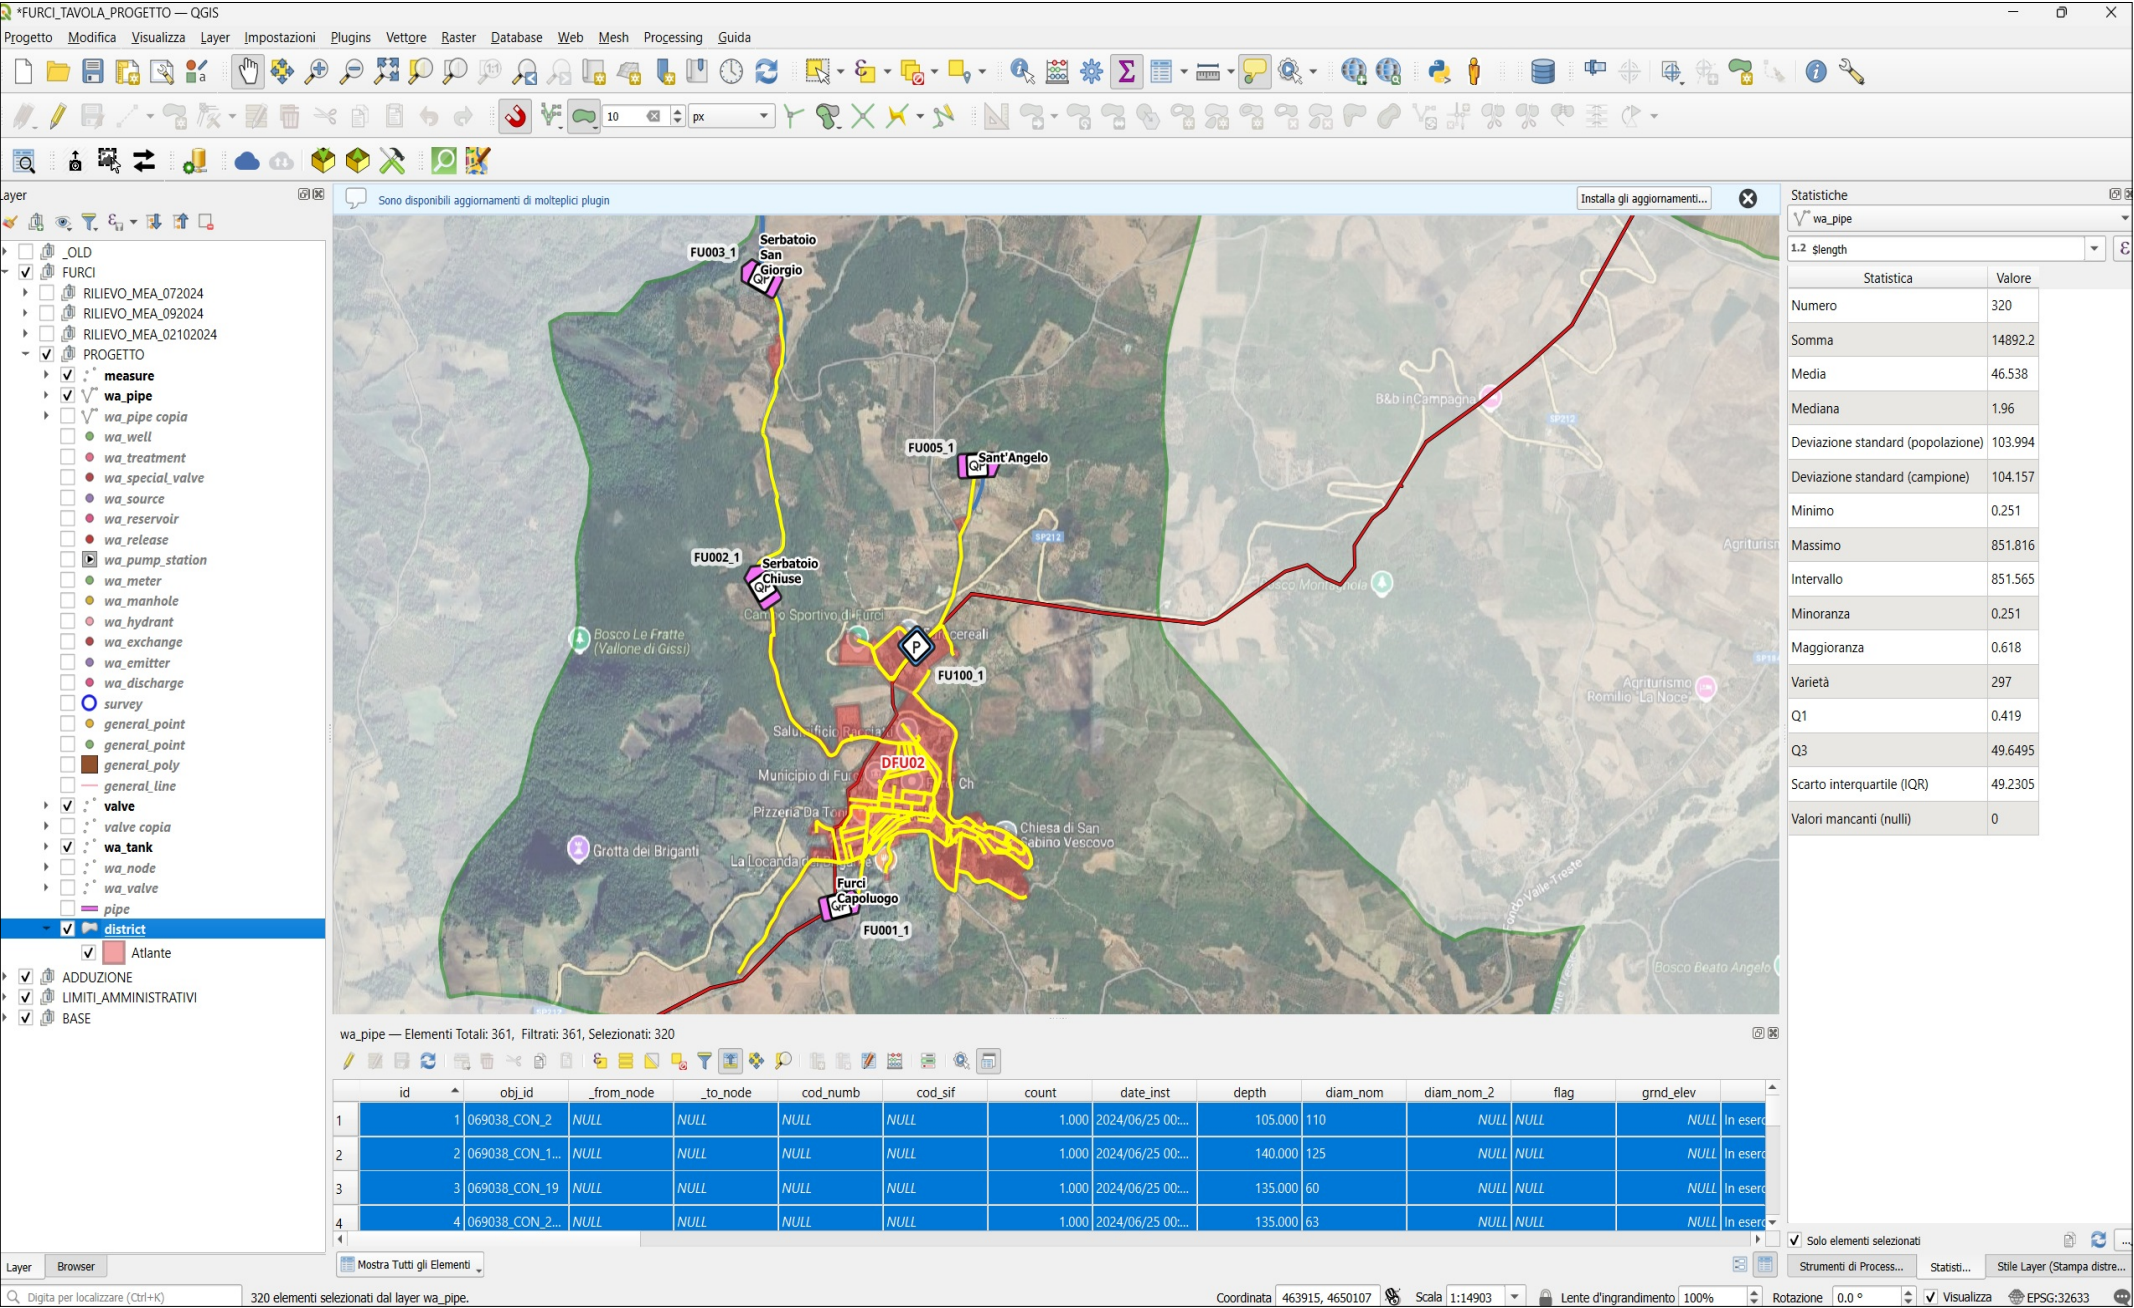 *FURCI_TAVOLA_PROGETTO — QGIS
Progetto Modifica Visualizza Layer Impostazioni Plugins Vettore Raster Database Web Mesh Processing Guida
10 px
Layer
_OLD
FURCI
RILIEVO_MEA_072024
RILIEVO_MEA_092024
RILIEVO_MEA_02102024
PROGETTO
measure
wa_pipe
wa_pipe copia
wa_well
wa_treatment
wa_special_valve
wa_source
wa_reservoir
wa_release
wa_pump_station
wa_meter
wa_manhole
wa_hydrant
wa_exchange
wa_emitter
wa_discharge
survey
general_point
general_point
general_poly
general_line
valve
valve copia
wa_tank
wa_node
wa_valve
pipe
district
Atlante
ADDUZIONE
LIMITI_AMMINISTRATIVI
BASE
Layer Browser
Digita per localizzare (Ctrl+K)
Sono disponibili aggiornamenti di molteplici plugin
Installa gli aggiornamenti...
FU003_1
Serbatoio
San
Giorgio
B&b inCampagna
SP212
FU005_1
Sant'Angelo
SP212
FU002_1
Serbatoio
Chiuse
Campo Sportivo di Furci
Bosco Le Fratte
(Vallone di Gissi)
P
FU100_1
DFU02
Municipio di Fu
Pizzeria Da Ton
Chiesa di San
Sabino Vescovo
Grotta dei Briganti
La Locanda
Furci
Capoluogo
FU001_1
Agriturismo
Romilio "La Noce"
Bosco Beato Angelo
Fondo Valle Treste
wa_pipe — Elementi Totali: 361, Filtrati: 361, Selezionati: 320
id obj_id _from_node _to_node cod_numb cod_sif count date_inst depth diam_nom diam_nom_2 flag grnd_elev
1 1 069038_CON_2 NULL NULL NULL NULL 1.000 2024/06/25 00:... 105.000 110 NULL NULL NULL In eserc
2 2 069038_CON_1... NULL NULL NULL NULL 1.000 2024/06/25 00:... 140.000 125 NULL NULL NULL In eserc
3 3 069038_CON_19 NULL NULL NULL NULL 1.000 2024/06/25 00:... 135.000 60 NULL NULL NULL In eserc
4 4 069038_CON_2... NULL NULL NULL NULL 1.000 2024/06/25 00:... 135.000 63 NULL NULL NULL In eserc
Mostra Tutti gli Elementi
Statistiche
wa_pipe
1.2 $length
Statistica Valore
Numero 320
Somma 14892.2
Media 46.538
Mediana 1.96
Deviazione standard (popolazione) 103.994
Deviazione standard (campione) 104.157
Minimo 0.251
Massimo 851.816
Intervallo 851.565
Minoranza 0.251
Maggioranza 0.618
Varietà 297
Q1 0.419
Q3 49.6495
Scarto interquartile (IQR) 49.2305
Valori mancanti (nulli) 0
Solo elementi selezionati
Strumenti di Process... Statisti... Stile Layer (Stampa distre...
320 elementi selezionati dal layer wa_pipe.
Coordinata 463915, 4650107 Scala 1:14903 Lente d'ingrandimento 100% Rotazione 0.0 ° Visualizza EPSG:32633